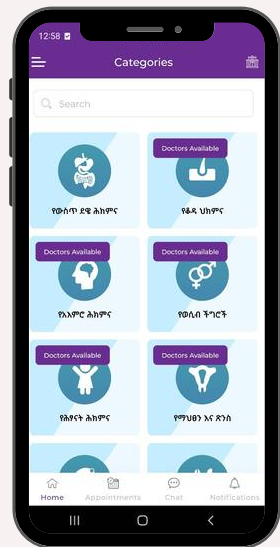 12:58
Categories
Search
የውስጥ ደዌ ሕክምና
Doctors Available
የቆዳ ህክምና
Doctors Available
የአእምሮ ሕክምና
Doctors Available
የወሲብ ችግሮች
Doctors Available
የሕፃናት ሕክምና
Doctors Available
የማህፀን እና ጽንስ
Home
Appointments
Chat
Notifications